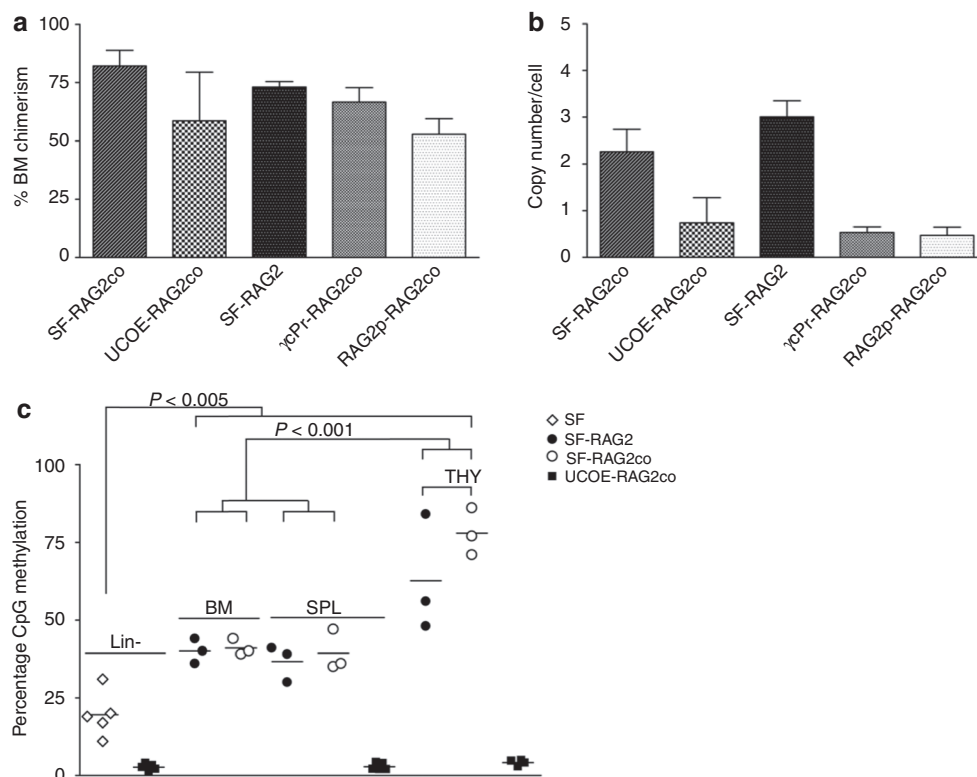 a
100
75
50
25
0
% BM chimerism
SF-RAG2co
UCOE-RAG2co
SF-RAG2
γcPr-RAG2co
RAG2p-RAG2co
b
5
4
3
2
1
0
Copy number/cell
SF-RAG2co
UCOE-RAG2co
SF-RAG2
γcPr-RAG2co
RAG2p-RAG2co
c
P < 0.005
P < 0.001
THY
BM
SPL
Lin-
100
75
50
25
0
Percentage CpG methylation
SF
SF-RAG2
SF-RAG2co
UCOE-RAG2co